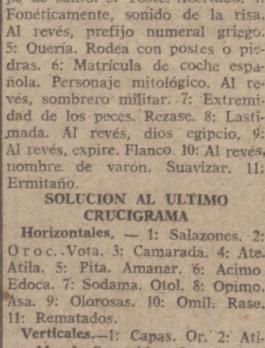 Fonéticamente, sonido de la risa.
Al revés, prefijo numeral griego.
5: Quería. Rodea con postes o pie-
dras. 6: Matrícula de coche espa-
ñola. Personaje mitológico. Al re-
vés, sombrero militar. 7: Extremi-
dad de los peces. Rezase. 8: Lasti-
mada. Al revés, dios egipcio, 9:
Al revés, expire. Flanco. 10: Al revés,
nombre de varón. Suavizar. 11:
Ermitaño.
SOLUCION AL ULTIMO
CRUCIGRAMA
Horizontales. — 1: Salazones. 2:
Oroc. Vota. 3: Camarada. 4: Ate.
Atila. 5: Pita. Amanar. 6: Acimo
Edoca. 7: Sodama. Otol. 8: Opimo.
Asa. 9: Olorosas. 10: Omil. Rase.
11: Rematados.
Verticales.—1: Capas. Or. 2: Ati-